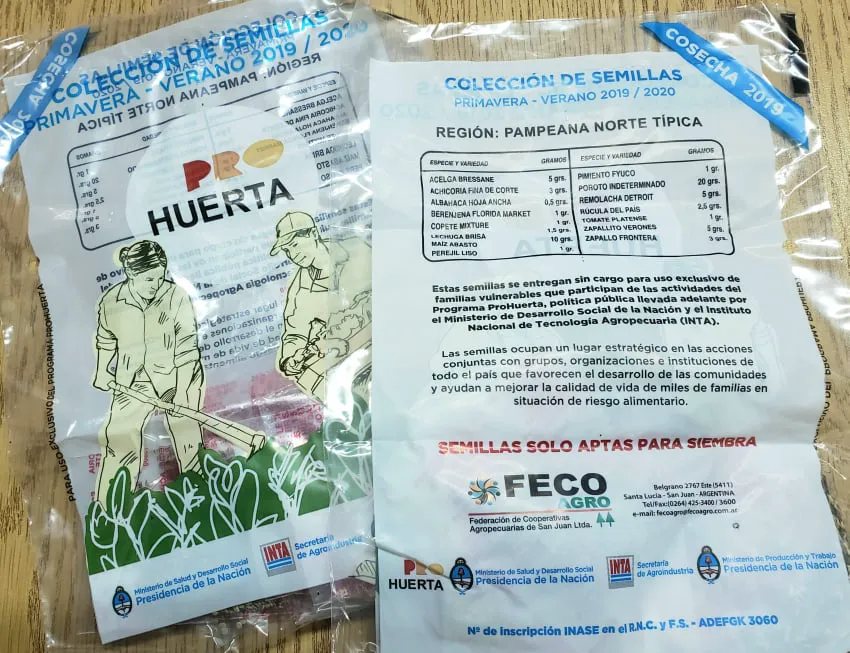 COSECHA 2019
COLECCIÓN DE SEMILLAS
PRIMAVERA - VERANO 2019 / 2020
REGIÓN: PAMPEANA NORTE TÍPICA
PRO
HUERTA
PARA USO EXCLUSIVO DEL PROGRAMA PROHUERTA
Ministerio de Salud y Desarrollo Social
Presidencia de la Nación
INTA
Secretaría
de Agroindustria
COSECHA 2019
COLECCIÓN DE SEMILLAS
PRIMAVERA - VERANO 2019 / 2020
REGIÓN: PAMPEANA NORTE TÍPICA
ESPECIE Y VARIEDAD GRAMOS ESPECIE Y VARIEDAD GRAMOS
ACELGA BRESSANE 5 grs. PIMIENTO FYUCO 1 gr.
ACHICORIA FINA DE CORTE 3 grs. POROTO INDETERMINADO 20 grs.
ALBAHACA HOJA ANCHA 0,5 grs. REMOLACHA DETROIT 5 grs.
BERENJENA FLORIDA MARKET 1 gr. RÚCULA DEL PAÍS 2,5 grs.
COPETE MIXTURE 1 gr. TOMATE PLATENSE 1 gr.
LECHUGA BRISA 1,5 grs. ZAPALLITO VERONES 5 grs.
MAÍZ ABASTO 10 grs. ZAPALLO FRONTERA 3 grs.
PEREJIL LISO 1 gr.
Estas semillas se entregan sin cargo para uso exclusivo de
familias vulnerables que participan de las actividades del
Programa ProHuerta, política pública llevada adelante por
el Ministerio de Desarrollo Social de la Nación y el Instituto
Nacional de Tecnología Agropecuaria (INTA).
Las semillas ocupan un lugar estratégico en las acciones
conjuntas con grupos, organizaciones e instituciones de
todo el país que favorecen el desarrollo de las comunidades
y ayudan a mejorar la calidad de vida de miles de familias en
situación de riesgo alimentario.
SEMILLAS SOLO APTAS PARA SIEMBRA
FECO
AGRO
Federación de Cooperativas
Agropecuarias de San Juan Ltda.
Belgrano 2767 Este (5411)
Santa Lucía - San Juan - ARGENTINA
Tel/Fax:(0264) 425-3400 / 3600
e-mail: fecoagro@fecoagro.com.ar
PRO
HUERTA
Ministerio de Salud y Desarrollo Social
Presidencia de la Nación
INTA
Secretaría
de Agroindustria
Ministerio de Producción y Trabajo
Presidencia de la Nación
Nº de inscripción INASE en el R.N.C. y F.S. - ADEFGK 3060